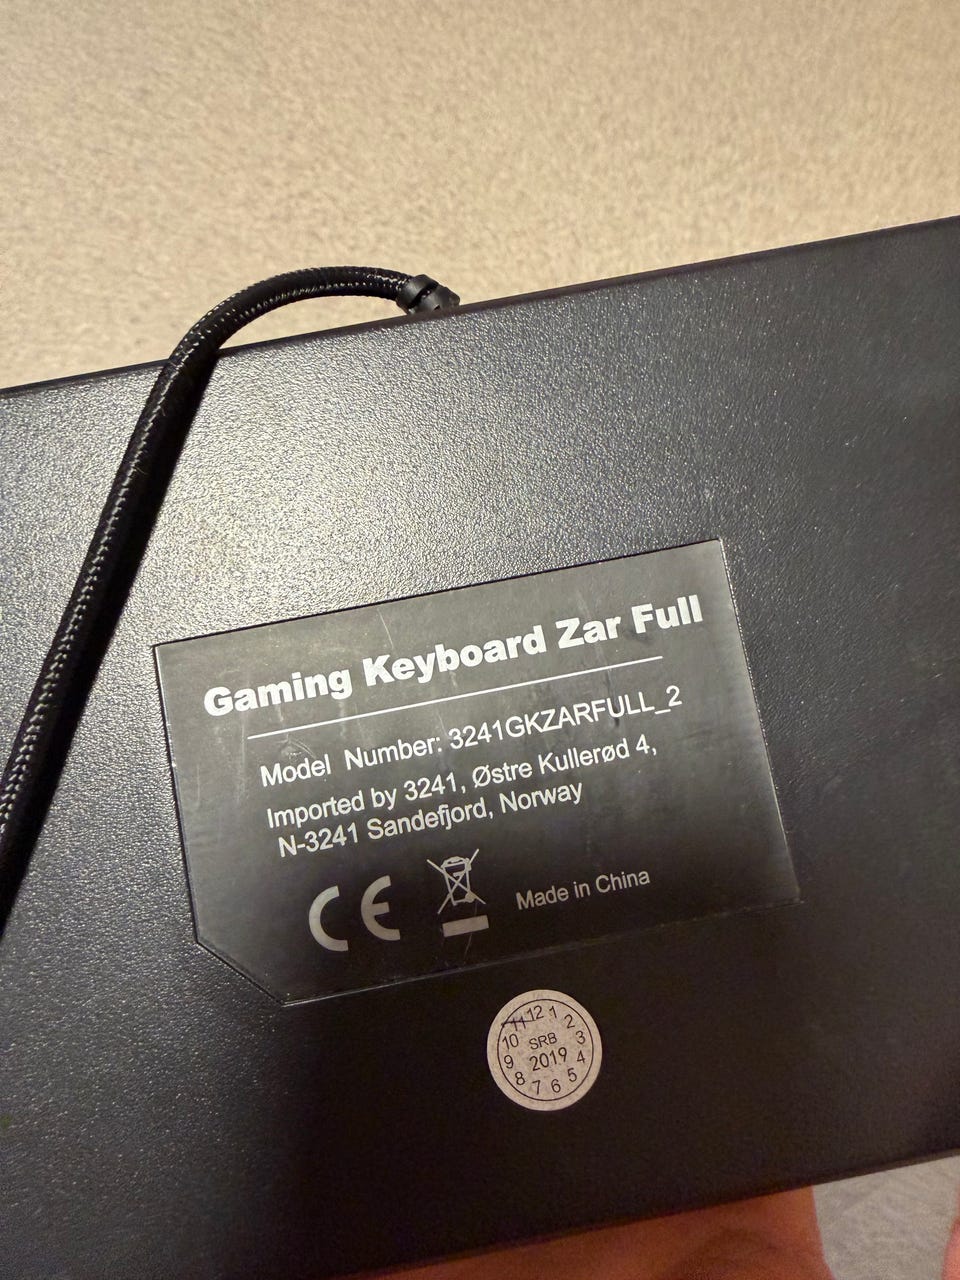 Gaming Keyboard Zar Full
Model Number: 3241GKZARFULL_2
Imported by 3241, Østre Kullerød 4,
N-3241 Sandefjord, Norway
CE
Made in China
12 1 2 3 4 5 6 7 8 9 10 11
SRB
2019